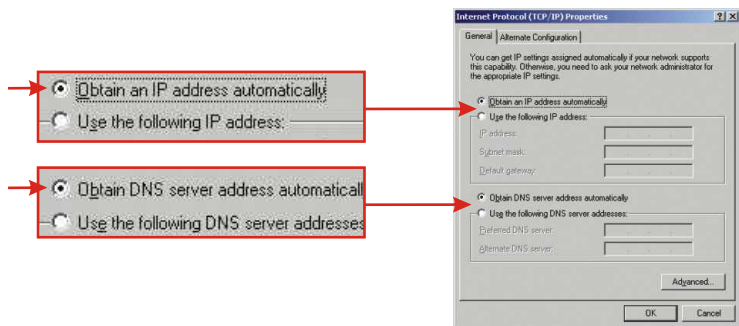 Obtain an IP address automatically
Use the following IP address:
Obtain DNS server address automaticall
Use the following DNS server addresses
Internet Protocol (TCP/IP) Properties
General
Alternate Configuration
You can get IP settings assigned automatically if your network supports
this capability. Otherwise, you need to ask your network administrator for
the appropriate IP settings.
Obtain an IP address automatically
Use the following IP address:
IP address:
Subnet mask:
Default gateway:
Obtain DNS server address automatically
Use the following DNS server addresses:
Preferred DNS server:
Alternate DNS server:
Advanced...
OK
Cancel